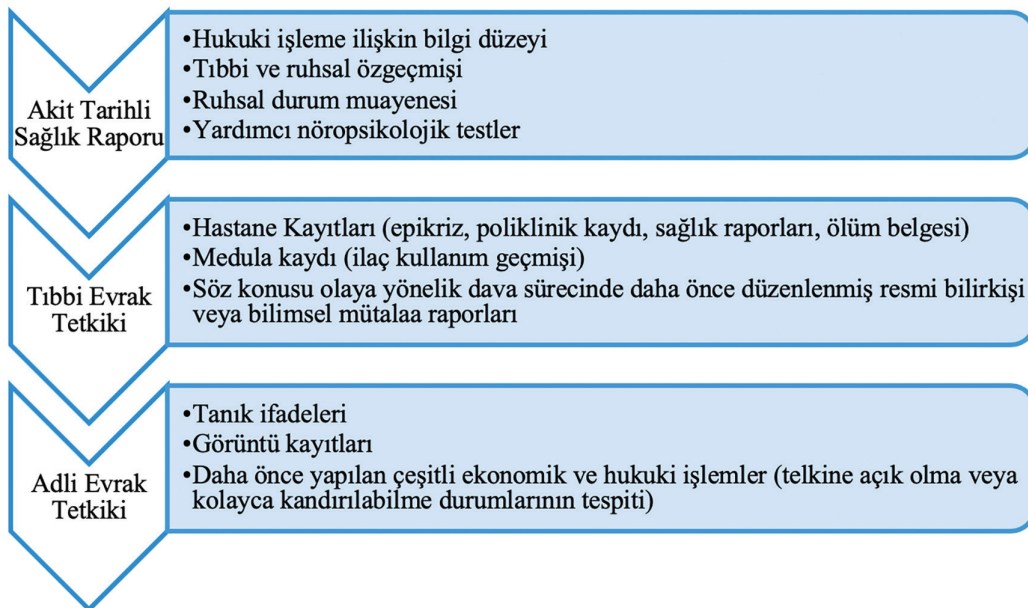 Akit Tarihli
Sağlık Raporu
•Hukuki işleme ilişkin bilgi düzeyi
•Tıbbi ve ruhsal özgeçmişi
•Ruhsal durum muayenesi
•Yardımcı nöropsikolojik testler
Tıbbi Evrak
Tetkiki
•Hastane Kayıtları (epikriz, poliklinik kaydı, sağlık raporları, ölüm belgesi)
•Medula kaydı (ilaç kullanım geçmişi)
•Söz konusu olaya yönelik dava sürecinde daha önce düzenlenmiş resmi bilirkişi
veya bilimsel mütalaa raporları
Adli Evrak
Tetkiki
•Tanık ifadeleri
•Görüntü kayıtları
•Daha önce yapılan çeşitli ekonomik ve hukuki işlemler (telkine açık olma veya
kolayca kandırılabilme durumlarının tespiti)